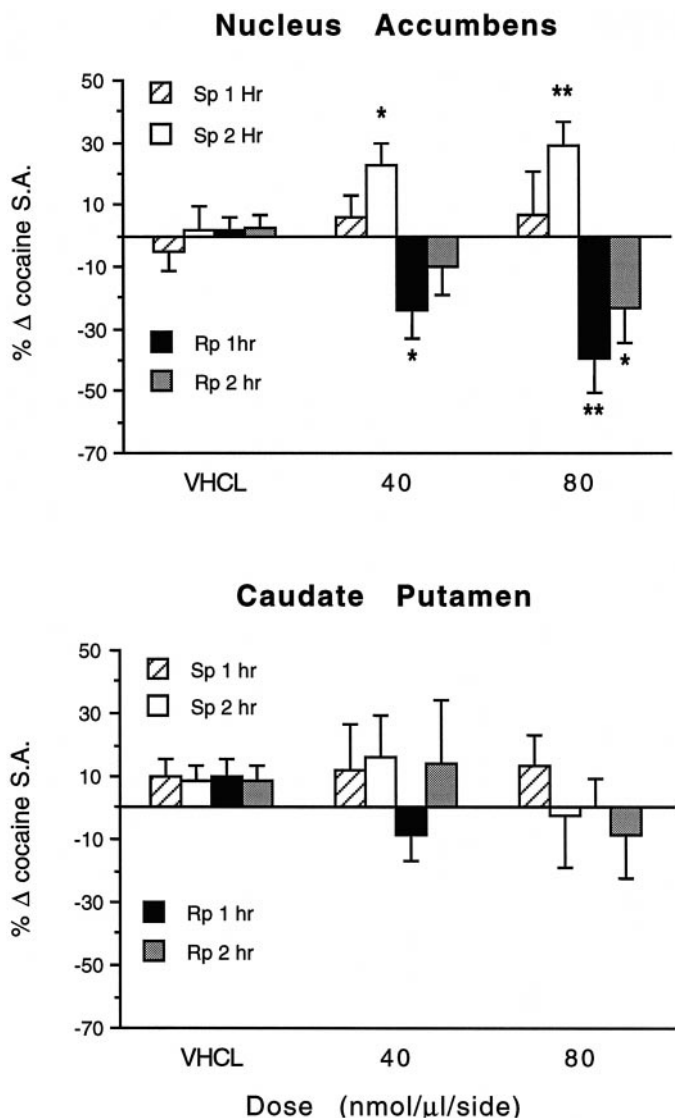 Nucleus Accumbens
50
30
10
-10
-30
-50
-70
% Δ cocaine S.A.
Sp 1 Hr
Sp 2 Hr
Rp 1hr
Rp 2 hr
*
**
*
**
*
VHCL
40
80
Caudate Putamen
50
30
10
-10
-30
-50
-70
% Δ cocaine S.A.
Sp 1 hr
Sp 2 hr
Rp 1 hr
Rp 2 hr
VHCL
40
80
Dose (nmol/µl/side)